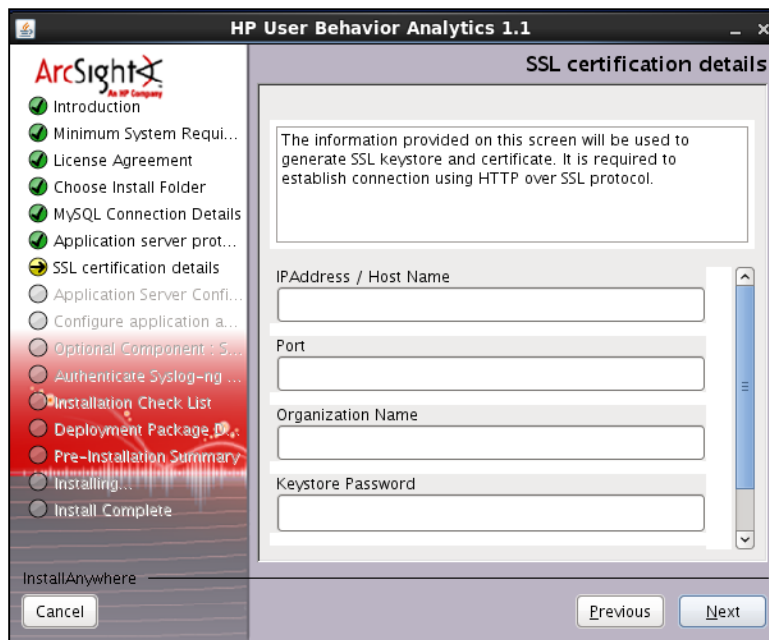 HP User Behavior Analytics 1.1
SSL certification details
ArcSight
An HP Company
Introduction
Minimum System Requi...
License Agreement
Choose Install Folder
MySQL Connection Details
Application server prot...
SSL certification details
Application Server Confi...
Configure application a...
Optional Component : S...
Authenticate Syslog-ng ...
Installation Check List
Deployment Package D...
Pre-Installation Summary
Installing...
Install Complete
The information provided on this screen will be used to
generate SSL keystore and certificate. It is required to
establish connection using HTTP over SSL protocol.
IPAddress / Host Name
Port
Organization Name
Keystore Password
InstallAnywhere
Cancel
Previous
Next